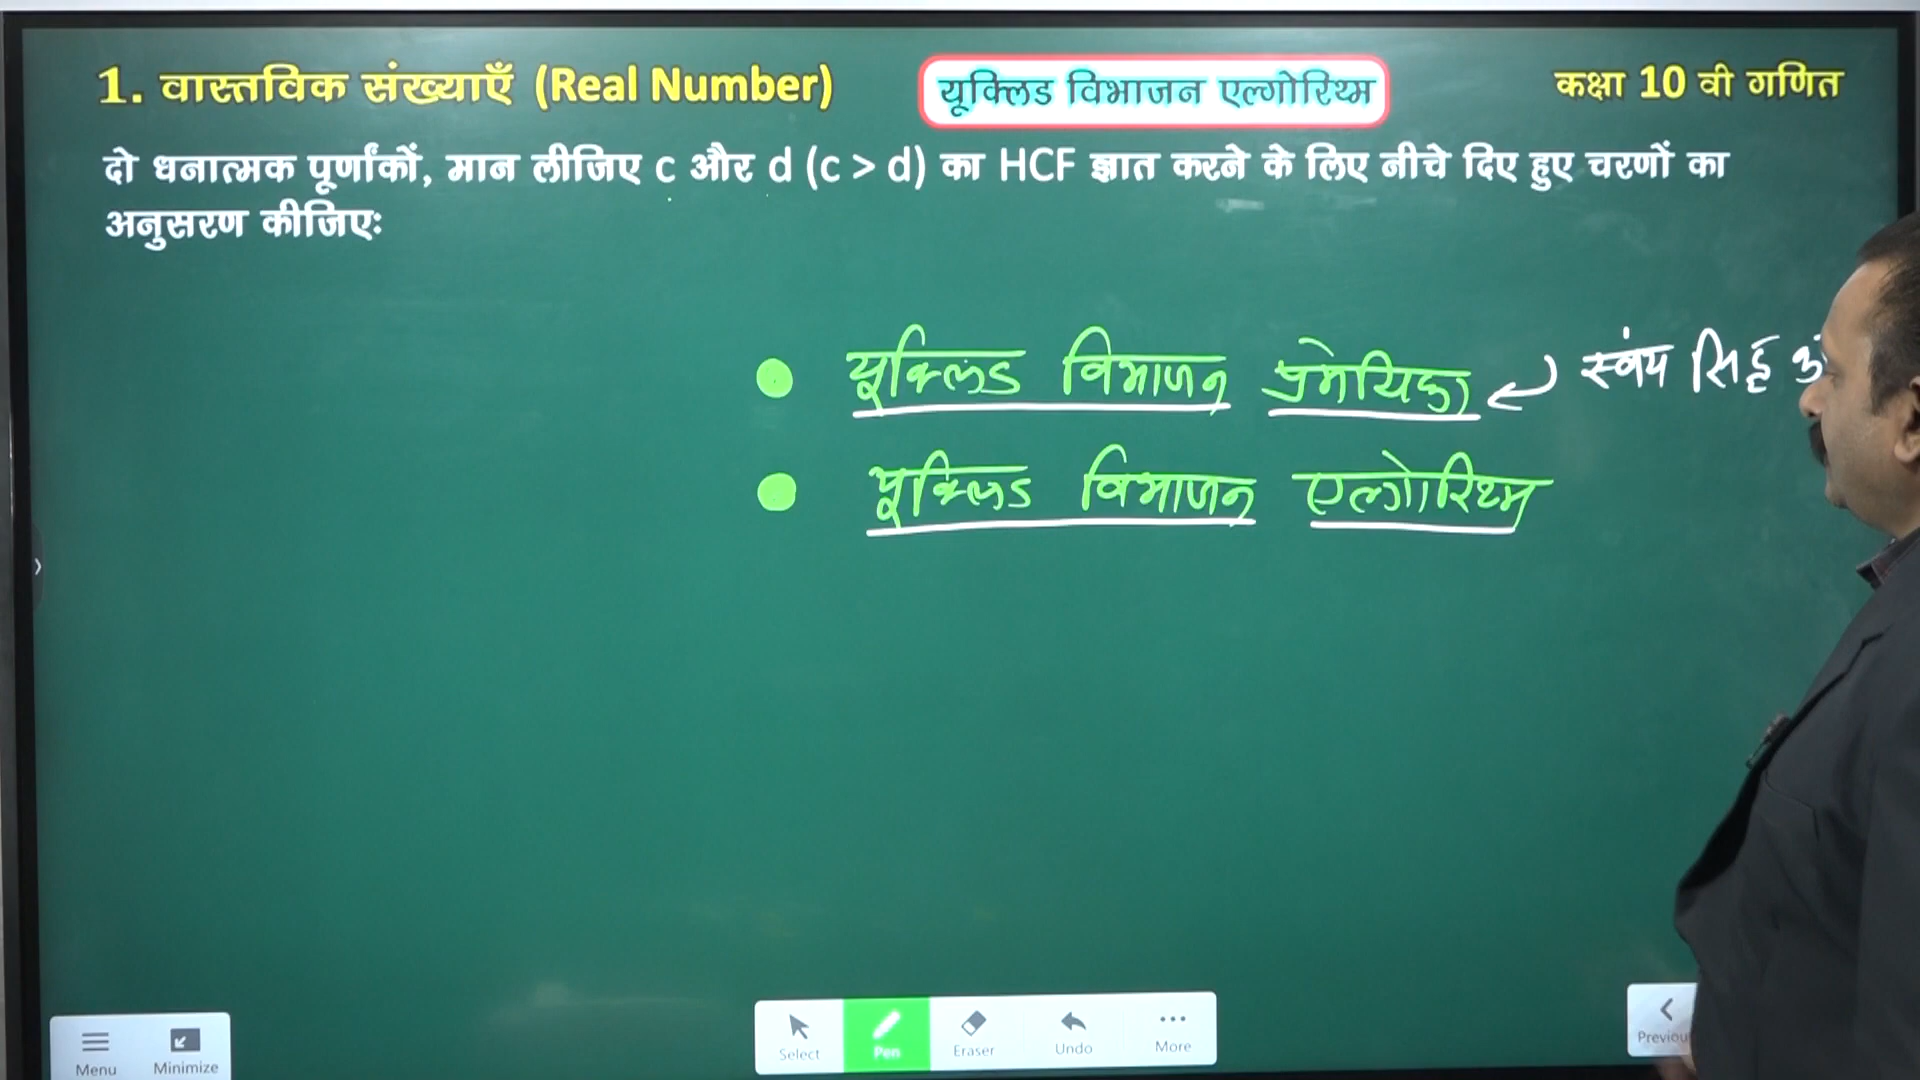 1. वास्तविक संख्याएँ (Real Number)
यूक्लिड विभाजन एल्गोरिथ्म
कक्षा 10 वी गणित
दो धनात्मक पूर्णांकों, मान लीजिए c और d (c > d) का HCF ज्ञात करने के लिए नीचे दिए हुए चरणों का
अनुसरण कीजिएः
यूक्लिड विभाजन प्रमेयिका
स्वंय सिद्द
यूक्लिड विभाजन एल्गोरिथ्म
Menu
Minimize
Select
Pen
Eraser
Undo
More